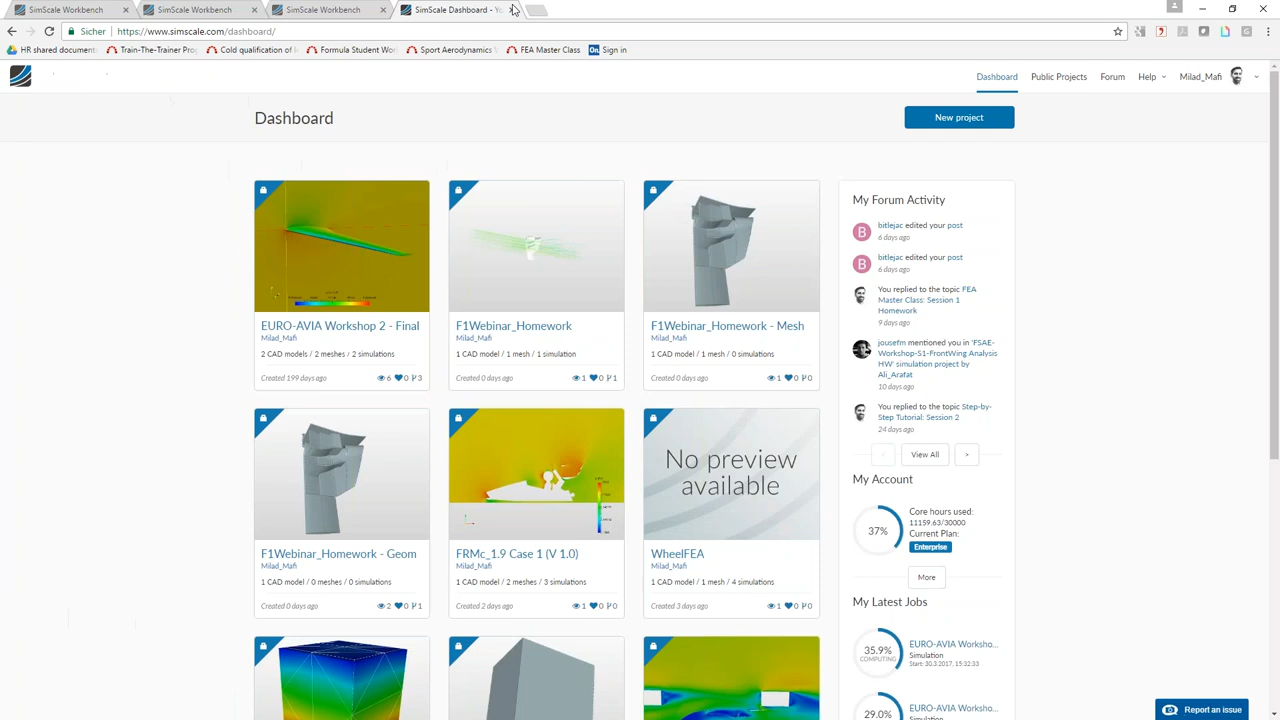 SimScale Workbench
SimScale Workbench
SimScale Workbench
SimScale Dashboard - Yo
Sicher
https://www.simscale.com/dashboard/
HR shared documents
Train-The-Trainer Prog
Cold qualification of k
Formula Student Wor
Sport Aerodynamics
FEA Master Class
Sign in
Dashboard
Public Projects
Forum
Help
Milad_Mafi
Dashboard
New project
EURO-AVIA Workshop 2 - Final
Milad_Mafi
2 CAD models / 2 meshes / 2 simulations
Created 199 days ago
6 0 3
F1Webinar_Homework
Milad_Mafi
1 CAD model / 1 mesh / 1 simulation
Created 0 days ago
1 0 1
F1Webinar_Homework - Mesh
Milad_Mafi
1 CAD model / 1 mesh / 0 simulations
Created 0 days ago
1 0 0
F1Webinar_Homework - Geom
Milad_Mafi
1 CAD model / 0 meshes / 0 simulations
Created 0 days ago
2 0 1
FRMc_1.9 Case 1 (V 1.0)
Milad_Mafi
1 CAD model / 2 meshes / 3 simulations
Created 2 days ago
1 0 0
No preview
available
WheelFEA
Milad_Mafi
1 CAD model / 1 mesh / 4 simulations
Created 3 days ago
1 0 0
My Forum Activity
B
bitlejac edited your post
6 days ago
B
bitlejac edited your post
6 days ago
You replied to the topic FEA
Master Class: Session 1
Homework
9 days ago
jousefm mentioned you in 'FSAE-
Workshop-S1-FrontWing Analysis
HW' simulation project by
Ali_Arafat
10 days ago
You replied to the topic Step-by-
Step Tutorial: Session 2
24 days ago
<
View All
>
My Account
37%
Core hours used:
11159.63/30000
Current Plan:
Enterprise
More
My Latest Jobs
35.9%
COMPUTING
EURO-AVIA Worksho...
Simulation
Start: 30.3.2017, 15:32:33
29.0%
EURO-AVIA Worksho...
Simulation
Report an issue